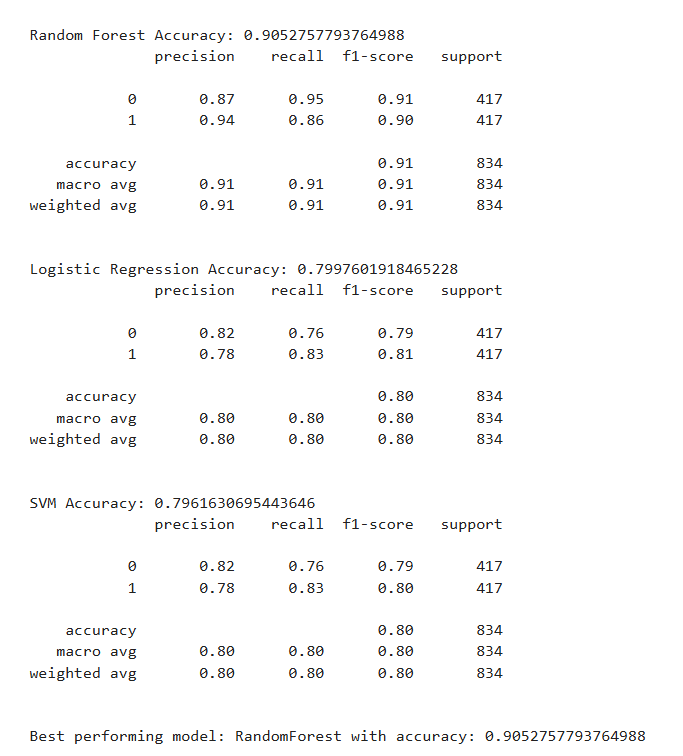 Random Forest Accuracy: 0.9052757793764988
precision recall f1-score support
0 0.87 0.95 0.91 417
1 0.94 0.86 0.90 417
accuracy 0.91 834
macro avg 0.91 0.91 0.91 834
weighted avg 0.91 0.91 0.91 834
Logistic Regression Accuracy: 0.7997601918465228
precision recall f1-score support
0 0.82 0.76 0.79 417
1 0.78 0.83 0.81 417
accuracy 0.80 834
macro avg 0.80 0.80 0.80 834
weighted avg 0.80 0.80 0.80 834
SVM Accuracy: 0.7961630695443646
precision recall f1-score support
0 0.82 0.76 0.79 417
1 0.78 0.83 0.80 417
accuracy 0.80 834
macro avg 0.80 0.80 0.80 834
weighted avg 0.80 0.80 0.80 834
Best performing model: RandomForest with accuracy: 0.9052757793764988